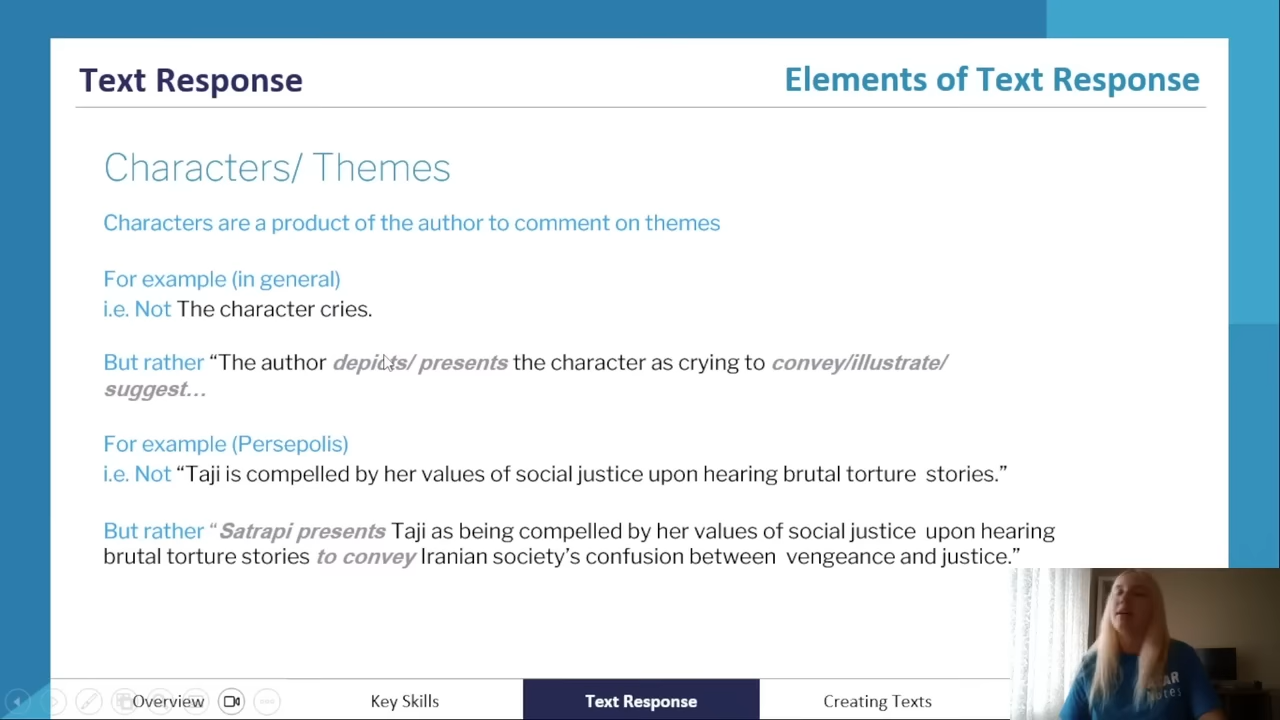 Text Response
Elements of Text Response
Characters/ Themes
Characters are a product of the author to comment on themes
For example (in general)
i.e. Not The character cries.
But rather “The author depicts/ presents the character as crying to convey/illustrate/
suggest…
For example (Persepolis)
i.e. Not “Taji is compelled by her values of social justice upon hearing brutal torture stories.”
But rather “Satrapi presents Taji as being compelled by her values of social justice upon hearing
brutal torture stories to convey Iranian society’s confusion between vengeance and justice.”
Overview
Key Skills
Text Response
Creating Texts